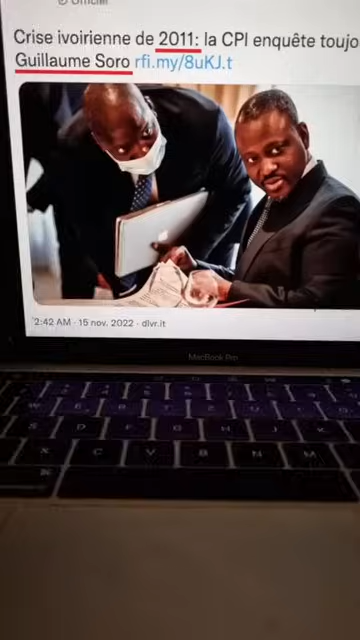 Officiel
Crise ivoirienne de 2011: la CPI enquête toujo
Guillaume Soro rfi.my/8uKJ.t
2:42 AM · 15 nov. 2022 · dlvr.it
MacBook Pro
W E R T Z U I
S D F G H J K
X C V B N M